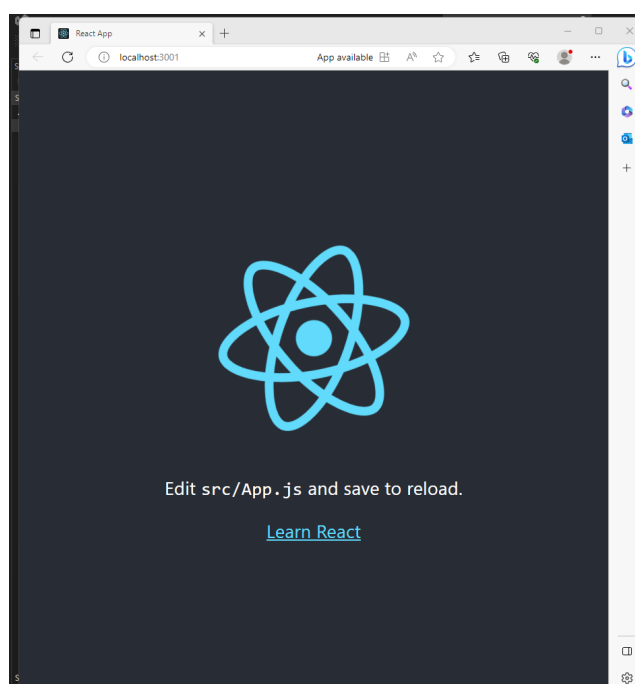 React App
localhost:3001
App available
Edit src/App.js and save to reload.
Learn React